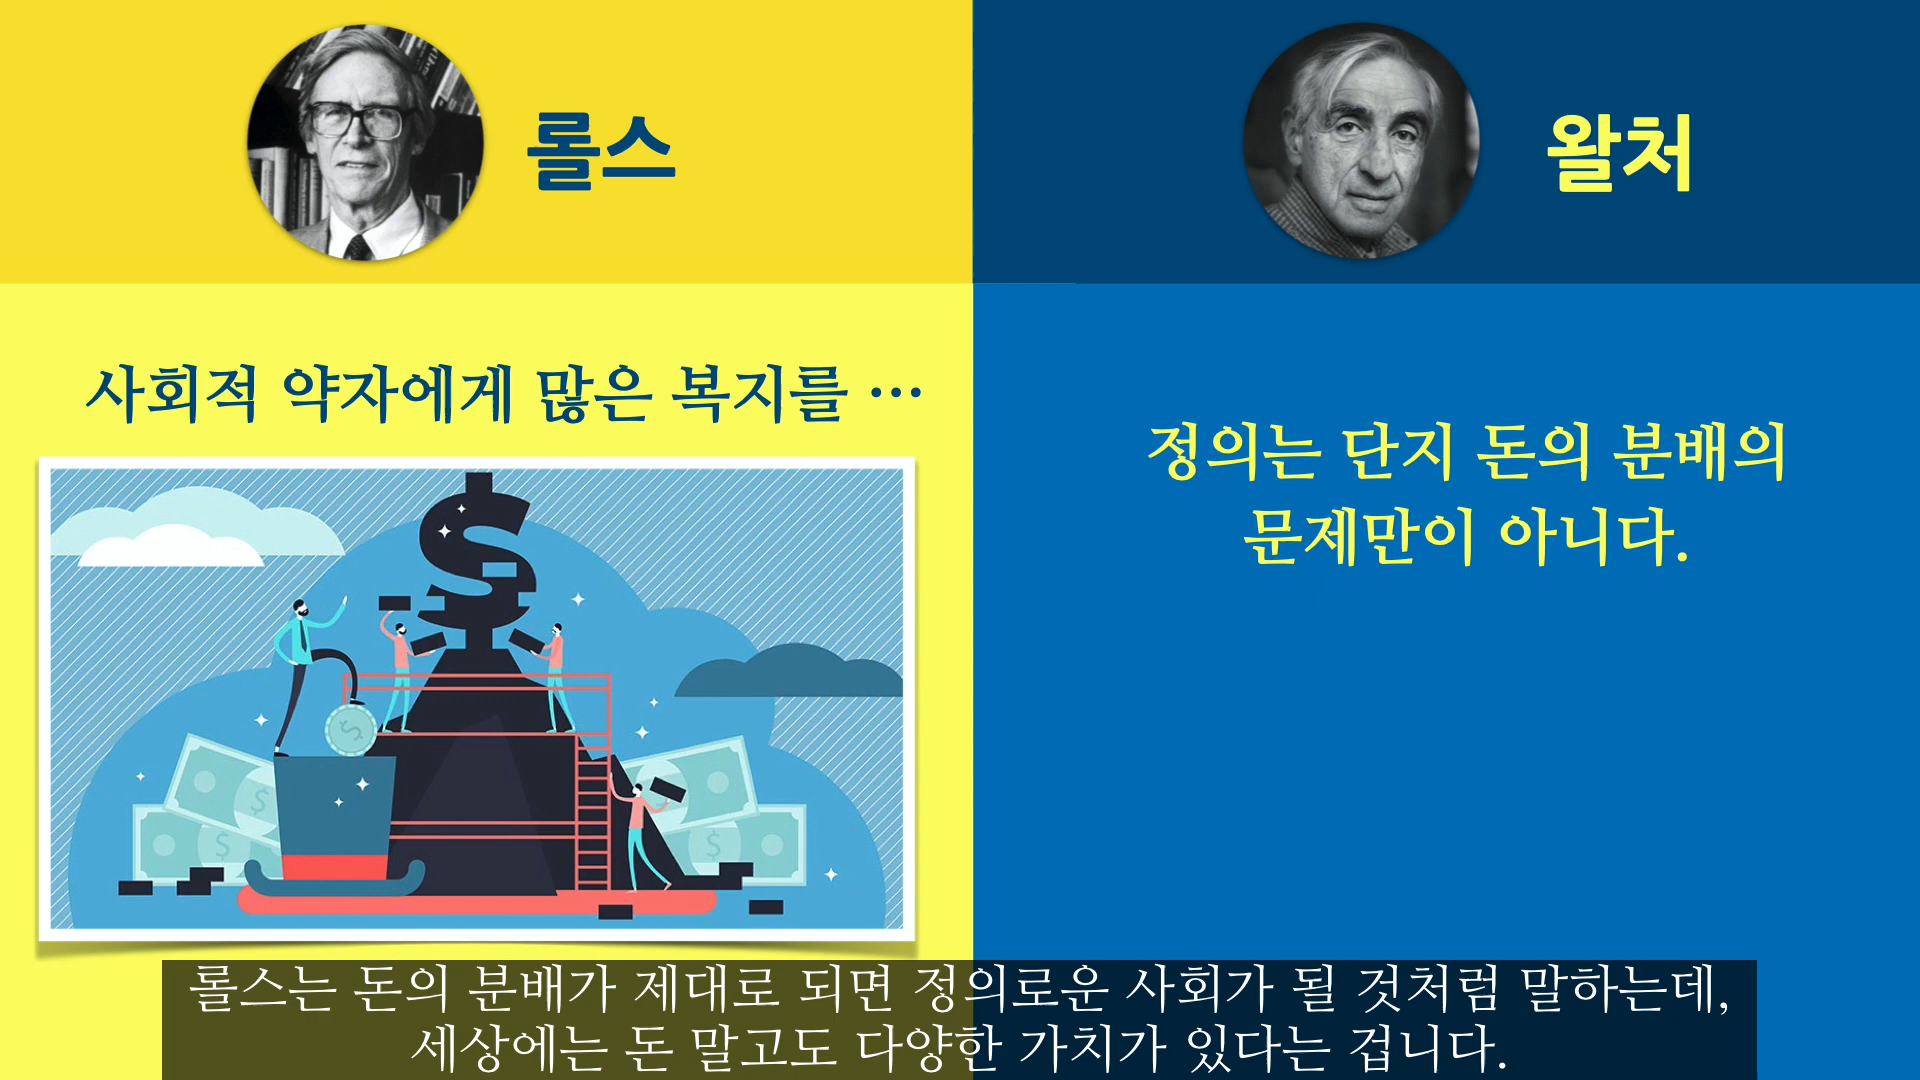 롤스
왈처
사회적 약자에게 많은 복지를 …
정의는 단지 돈의 분배의
문제만이 아니다.
롤스는 돈의 분배가 제대로 되면 정의로운 사회가 될 것처럼 말하는데,
세상에는 돈 말고도 다양한 가치가 있다는 겁니다.